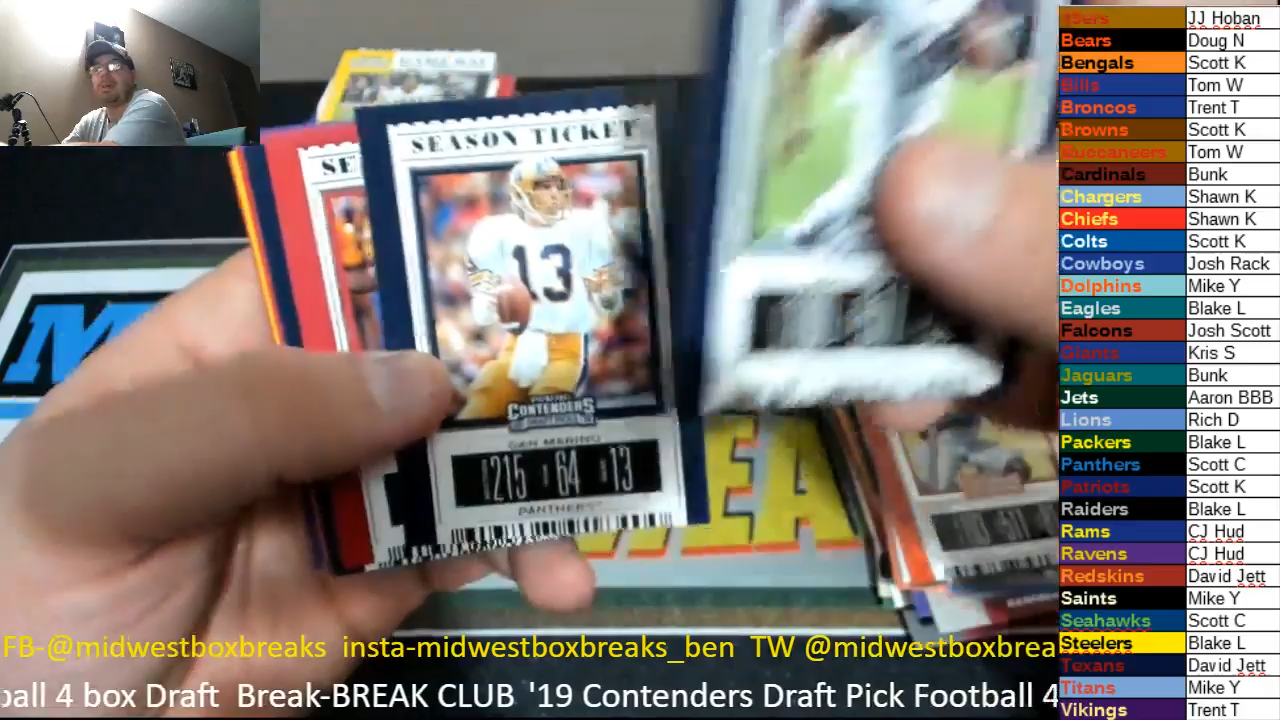 SEASON TICKET
SE
13
CONTENDERS
DAN MARINO
215 64 13
PANTHERS
49ers JJ Hoban
Bears Doug N
Bengals Scott K
Bills Tom W
Broncos Trent T
Browns Scott K
Buccaneers Tom W
Cardinals Bunk
Chargers Shawn K
Chiefs Shawn K
Colts Scott K
Cowboys Josh Rack
Dolphins Mike Y
Eagles Blake L
Falcons Josh Scott
Giants Kris S
Jaguars Bunk
Jets Aaron BBB
Lions Rich D
Packers Blake L
Panthers Scott C
Patriots Scott K
Raiders Blake L
Rams CJ Hud
Ravens CJ Hud
Redskins David Jett
Saints Mike Y
Seahawks Scott C
Steelers Blake L
Texans David Jett
Titans Mike Y
Vikings Trent T
FB-@midwestboxbreaks insta-midwestboxbreaks_ben TW @midwestboxbrea
ball 4 box Draft Break-BREAK CLUB '19 Contenders Draft Pick Football 4